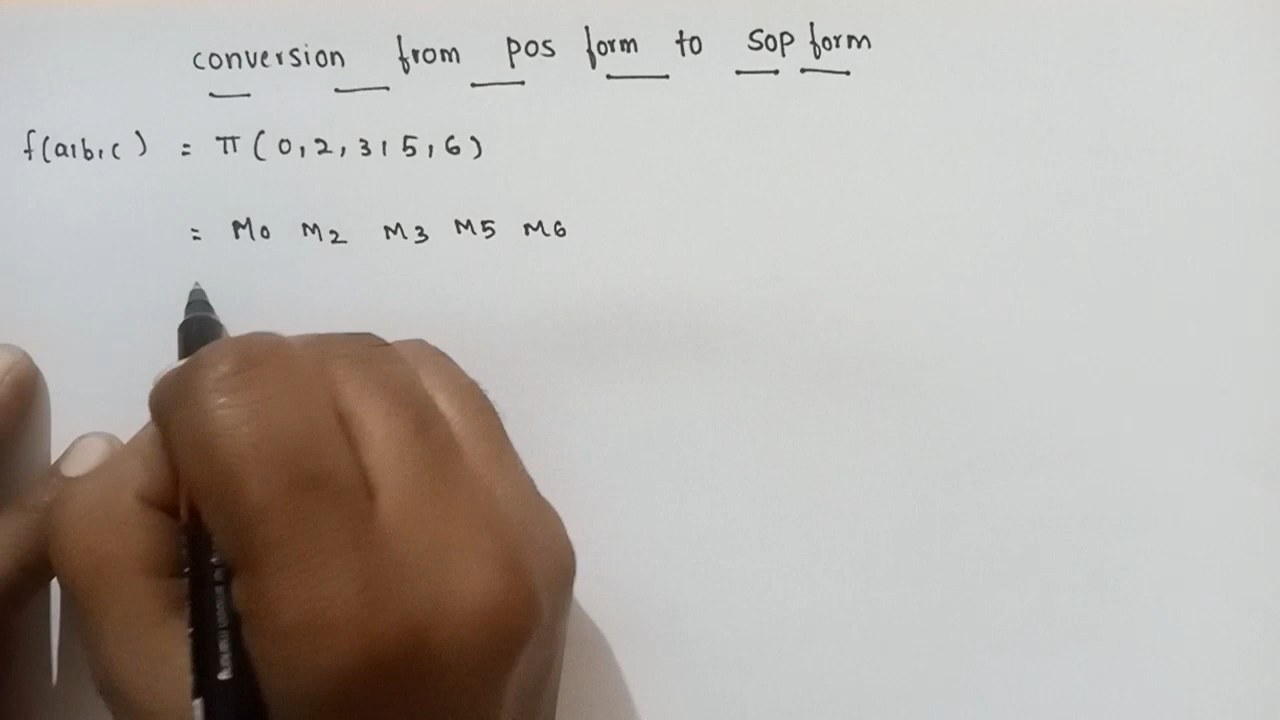 conversion from pos form to SOP form
f(a,b,c) = π(0,2,3,5,6)
= M0 M2 M3 M5 M6